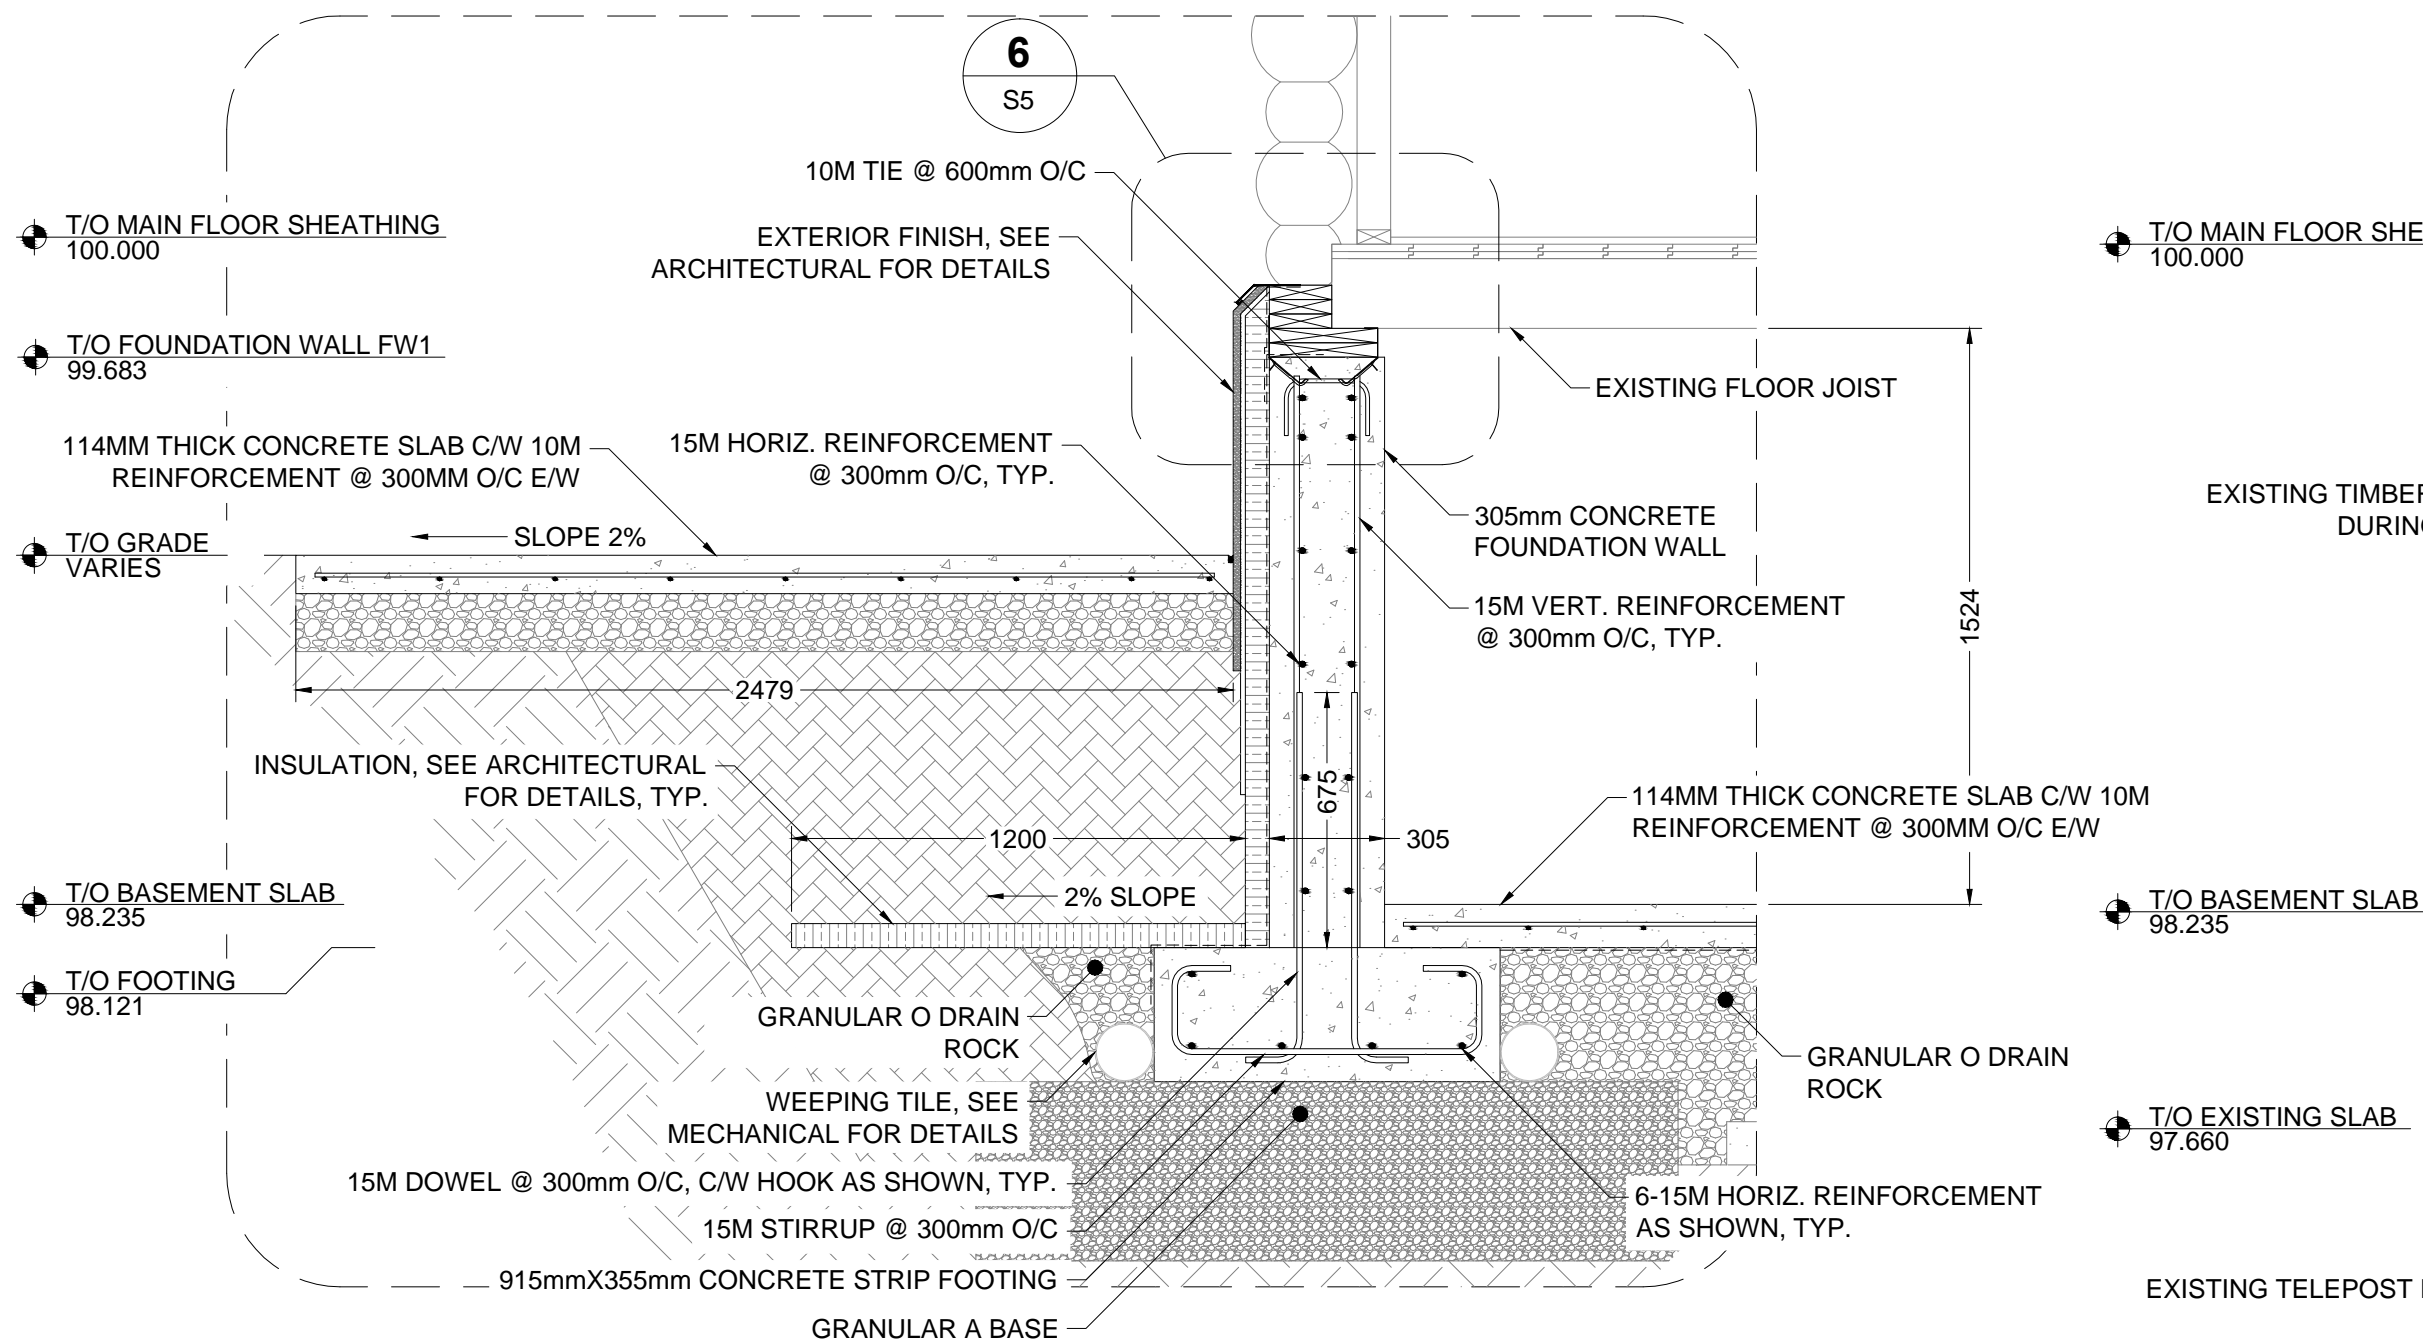 6
S5
10M TIE @ 600mm O/C
EXTERIOR FINISH, SEE
ARCHITECTURAL FOR DETAILS
T/O MAIN FLOOR SHEATHING
100.000
T/O FOUNDATION WALL FW1
99.683
114MM THICK CONCRETE SLAB C/W 10M
REINFORCEMENT @ 300MM O/C E/W
15M HORIZ. REINFORCEMENT
@ 300mm O/C, TYP.
T/O GRADE
VARIES
SLOPE 2%
2479
INSULATION, SEE ARCHITECTURAL
FOR DETAILS, TYP.
1200
305
675
2% SLOPE
T/O BASEMENT SLAB
98.235
T/O FOOTING
98.121
GRANULAR O DRAIN
ROCK
WEEPING TILE, SEE
MECHANICAL FOR DETAILS
15M DOWEL @ 300mm O/C, C/W HOOK AS SHOWN, TYP.
15M STIRRUP @ 300mm O/C
915mmX355mm CONCRETE STRIP FOOTING
GRANULAR A BASE
EXISTING FLOOR JOIST
305mm CONCRETE
FOUNDATION WALL
15M VERT. REINFORCEMENT
@ 300mm O/C, TYP.
1524
114MM THICK CONCRETE SLAB C/W 10M
REINFORCEMENT @ 300MM O/C E/W
GRANULAR O DRAIN
ROCK
6-15M HORIZ. REINFORCEMENT
AS SHOWN, TYP.
T/O MAIN FLOOR SHE
100.000
EXISTING TIMBER
DURING
T/O BASEMENT SLAB
98.235
T/O EXISTING SLAB
97.660
EXISTING TELEPOST